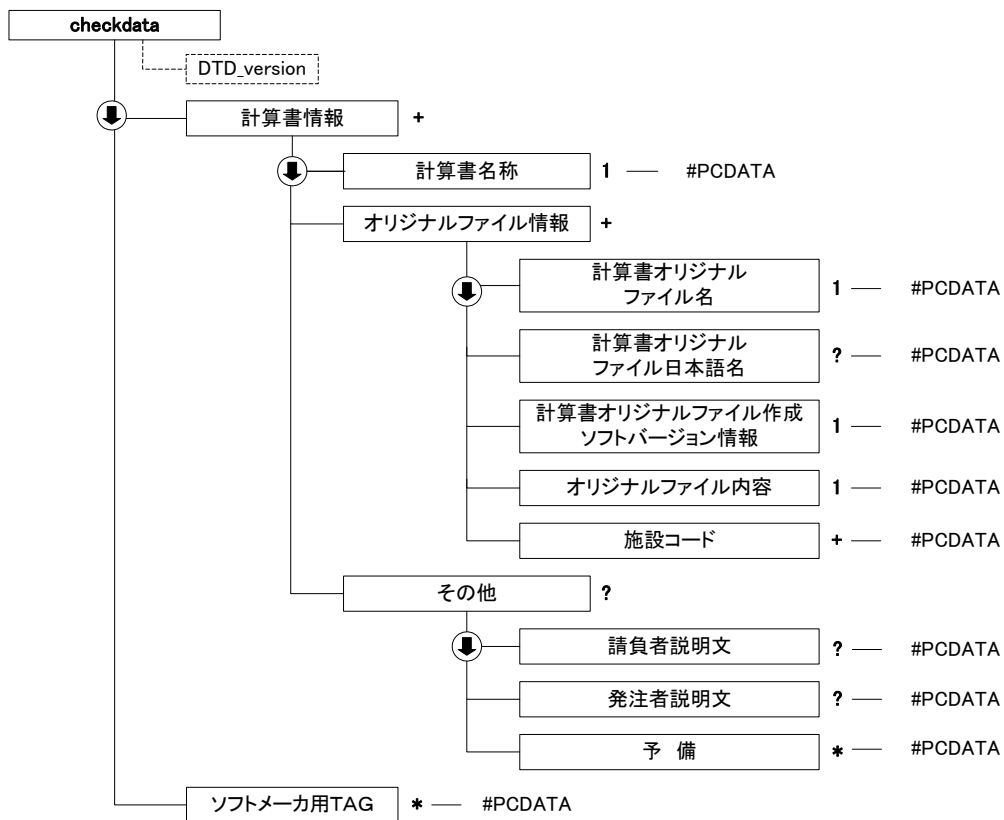 checkdata
DTD_version
計算書情報 +
計算書名称 1 #PCDATA
オリジナルファイル情報 +
計算書オリジナル
ファイル名 1 #PCDATA
計算書オリジナル
ファイル日本語名 ? #PCDATA
計算書オリジナルファイル作成
ソフトバージョン情報 1 #PCDATA
オリジナルファイル内容 1 #PCDATA
施設コード + #PCDATA
その他 ?
請負者説明文 ? #PCDATA
発注者説明文 ? #PCDATA
予 備 * #PCDATA
ソフトメーカ用TAG * #PCDATA